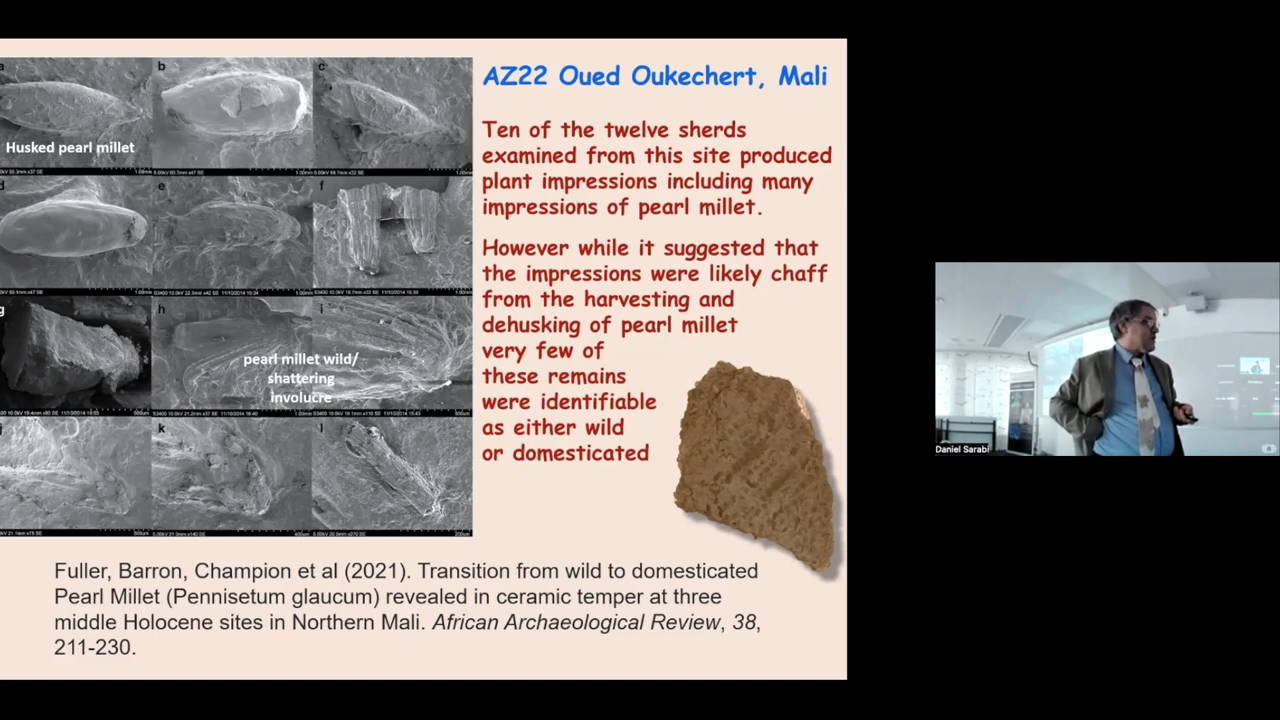 AZ22 Oued Oukechert, Mali
Ten of the twelve sherds
examined from this site produced
plant impressions including many
impressions of pearl millet.
However while it suggested that
the impressions were likely chaff
from the harvesting and
dehusking of pearl millet
very few of
these remains
were identifiable
as either wild
or domesticated
a
b
c
Husked pearl millet
d
e
f
g
h
i
pearl millet wild/
shattering
involucre
j
k
l
Fuller, Barron, Champion et al (2021). Transition from wild to domesticated
Pearl Millet (Pennisetum glaucum) revealed in ceramic temper at three
middle Holocene sites in Northern Mali. African Archaeological Review, 38,
211-230.
Daniel Sarabi